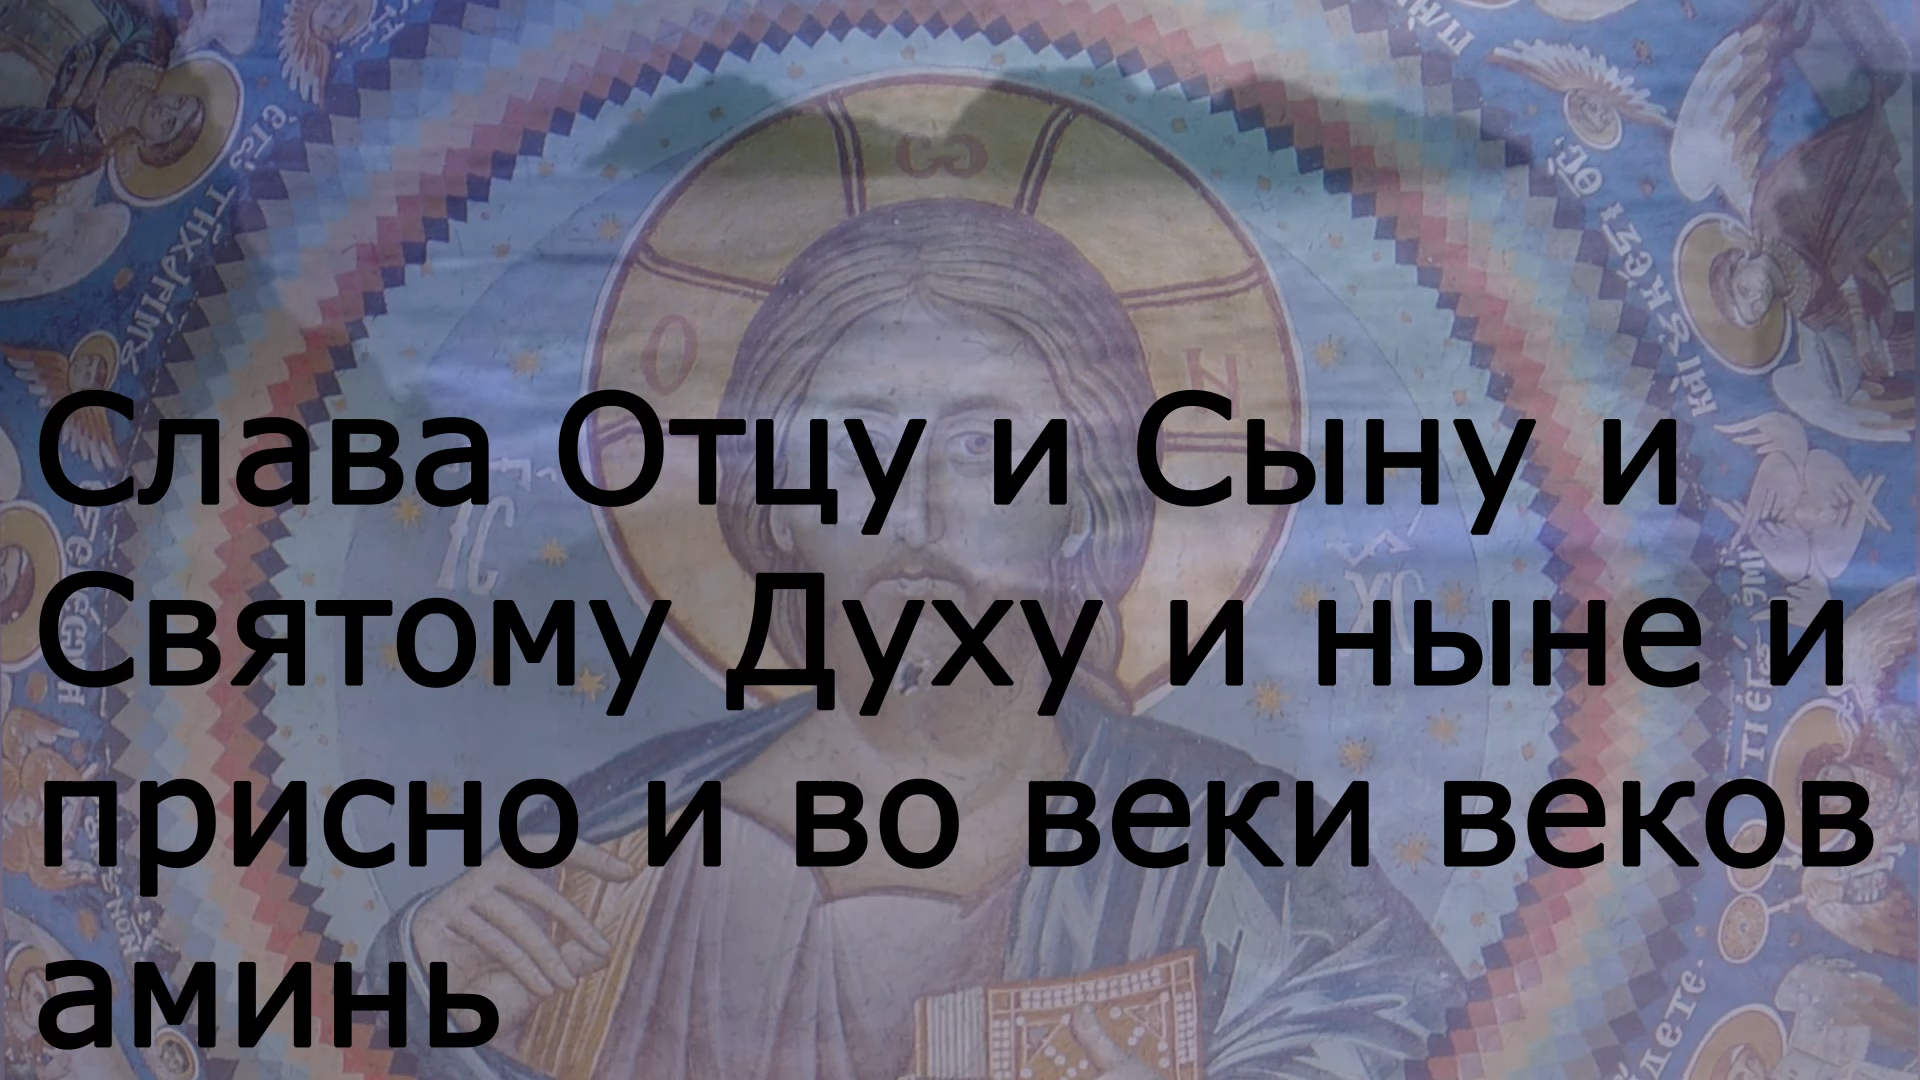 Слава Отцу и Сыну и
Святому Духу и ныне и
присно и во веки веков
аминь